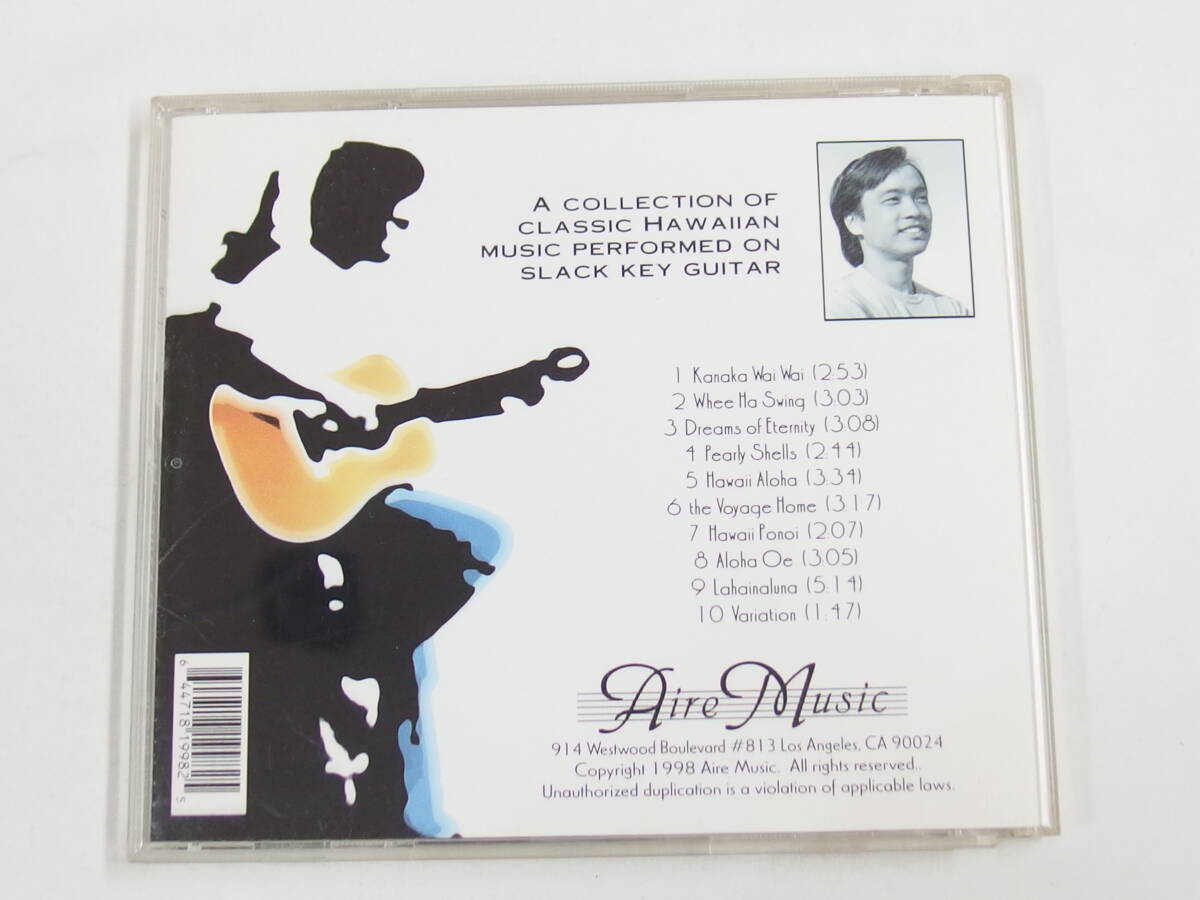 A COLLECTION OF
CLASSIC HAWAIIAN
MUSIC PERFORMED ON
SLACK KEY GUITAR
1 Kanaka Wai Wai (2:53)
2 Whee Ha Swing (3:03)
3 Dreams of Eternity (3:08)
4 Pearly Shells (2:44)
5 Hawaii Aloha (3:34)
6 the Voyage Home (3:17)
7 Hawaii Ponoi (2:07)
8 Aloha Oe (3:05)
9 Lahainaluna (5:14)
10 Variation (1:47)
Aire Music
914 Westwood Boulevard #813 Los Angeles, CA 90024
Copyright 1998 Aire Music. All rights reserved..
Unauthorized duplication is a violation of applicable laws.
6 44718 19982 5